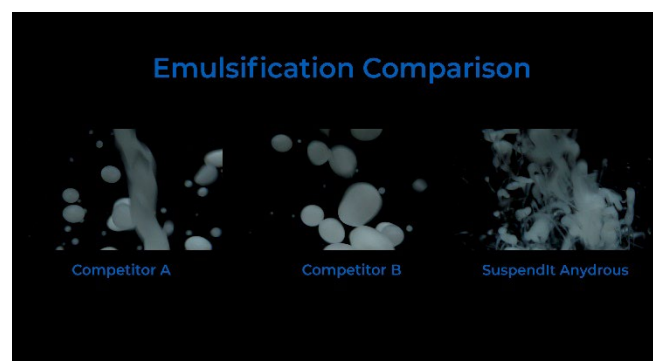 Emulsification Comparison
Competitor A
Competitor B
SuspendIt Anydrous